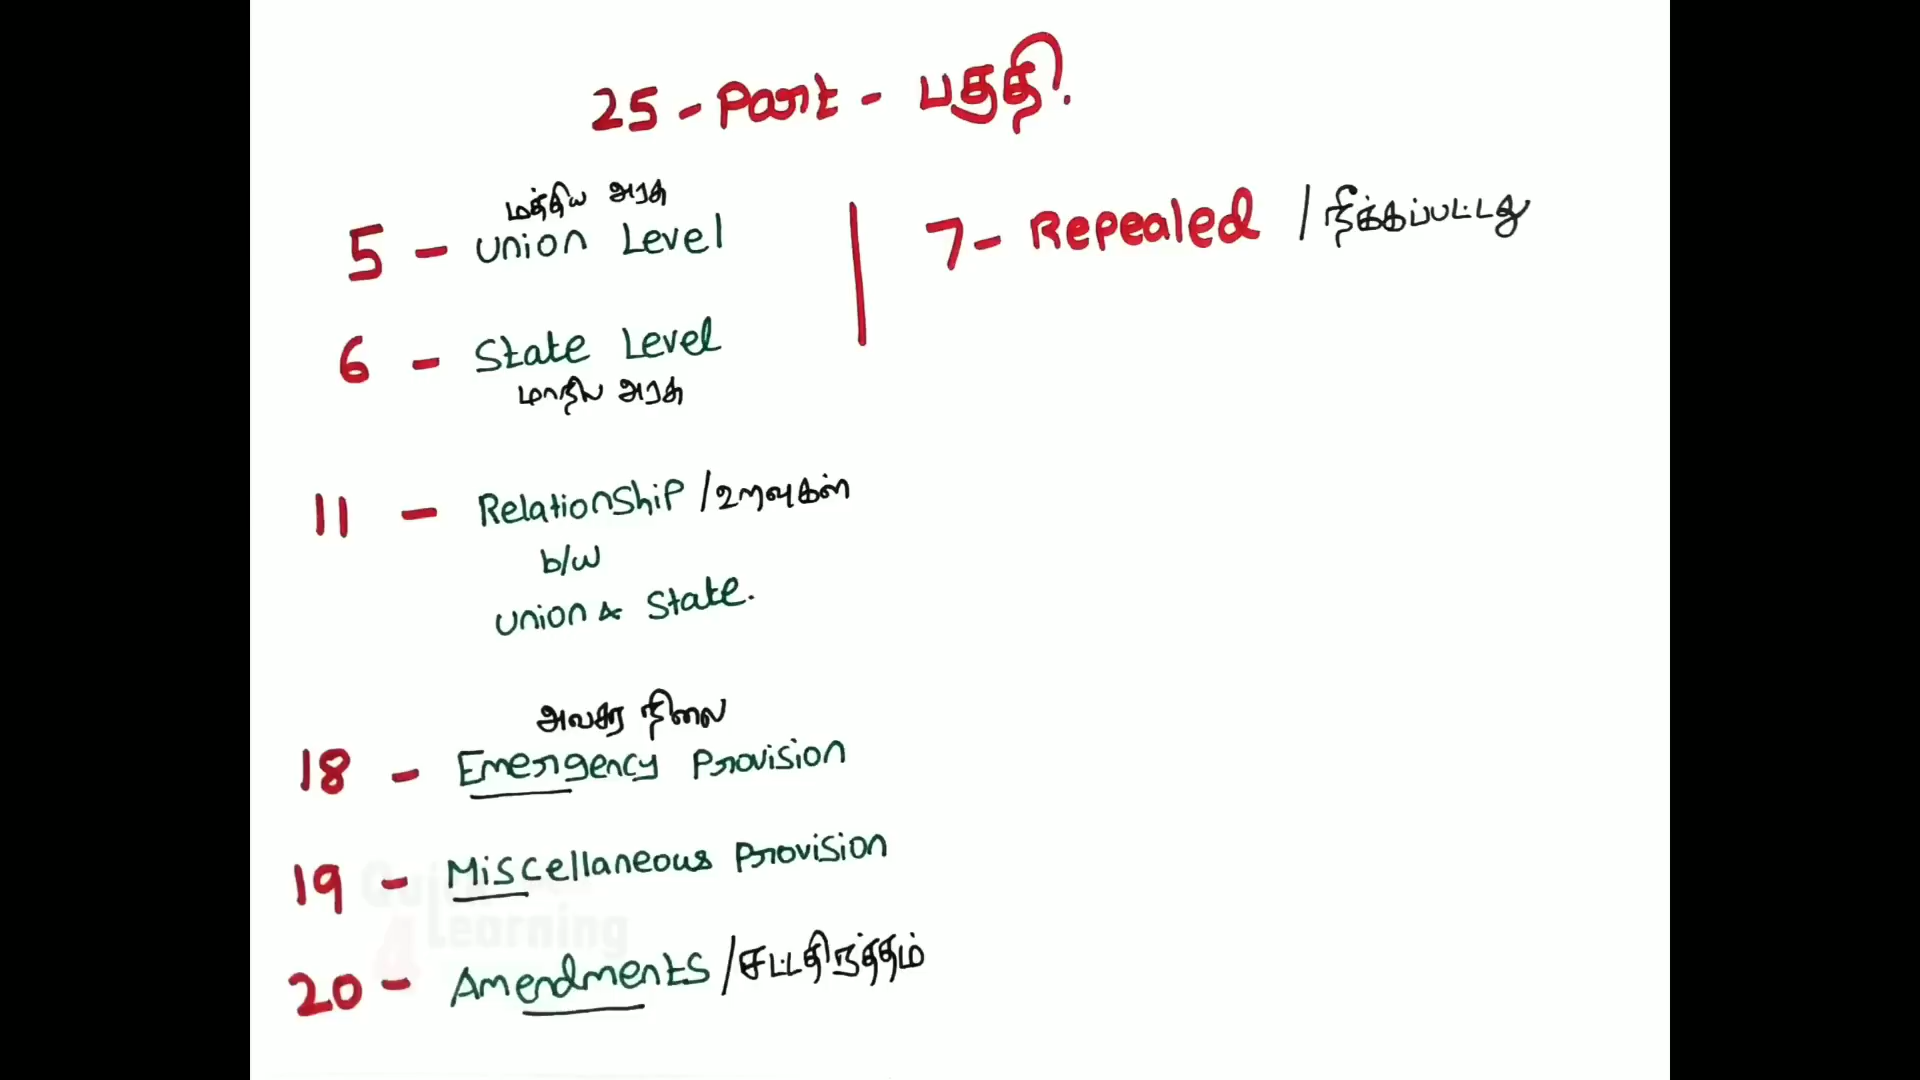 25 - Part - பகுதி.
மத்திய அரசு
5 - Union Level
7 - Repealed / நீக்கப்பட்டது
6 - State Level
மாநில அரசு
11 - Relationship / உறவுகள்
b/w
Union & State.
அவசர நிலை
18 - Emergency Provision
19 - Miscellaneous Provision
Learning
20 - Amendments / சட்டதிருத்தம்